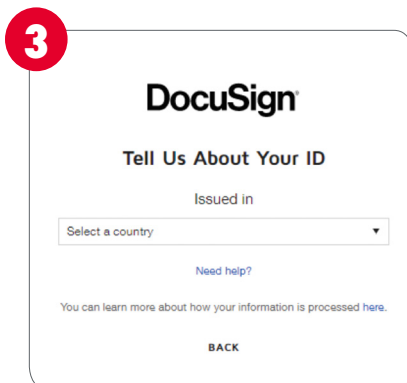 3
DocuSign
Tell Us About Your ID
Issued in
Select a country
Need help?
You can learn more about how your information is processed here.
BACK